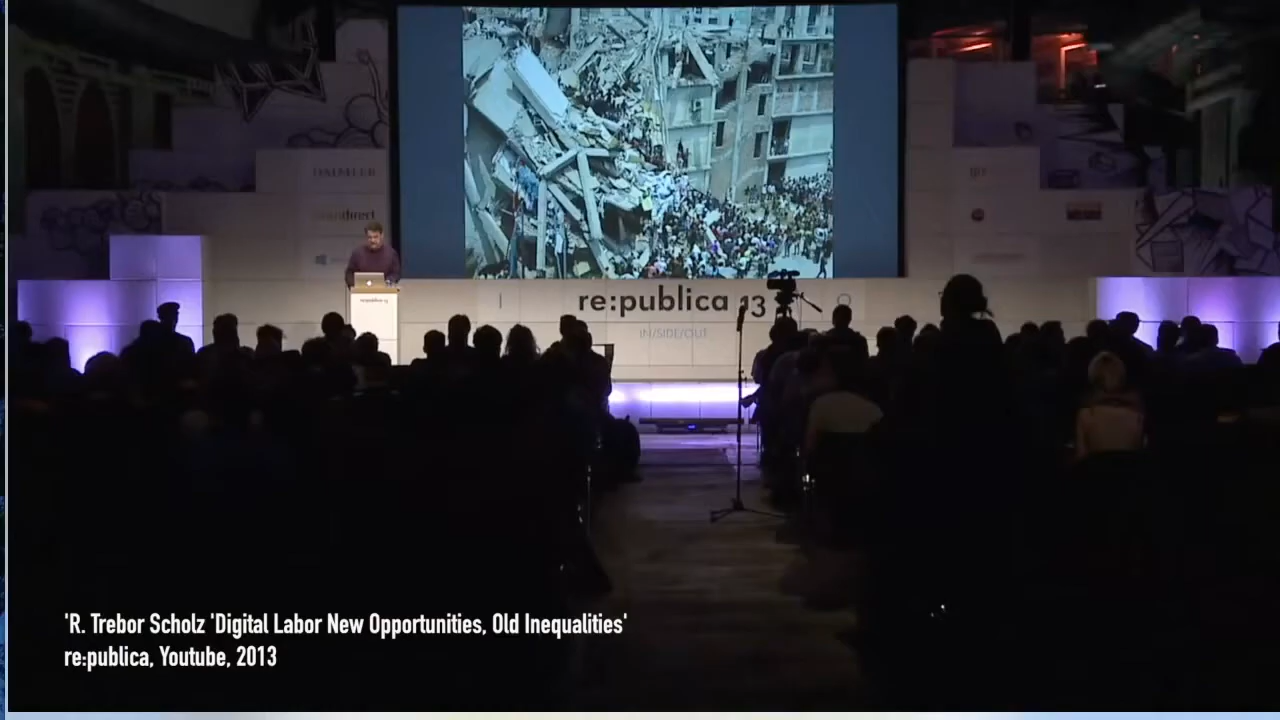 DAIMLER
re:publica 13
IN/SIDE/OUT
'R. Trebor Scholz 'Digital Labor New Opportunities, Old Inequalities'
re:publica, Youtube, 2013